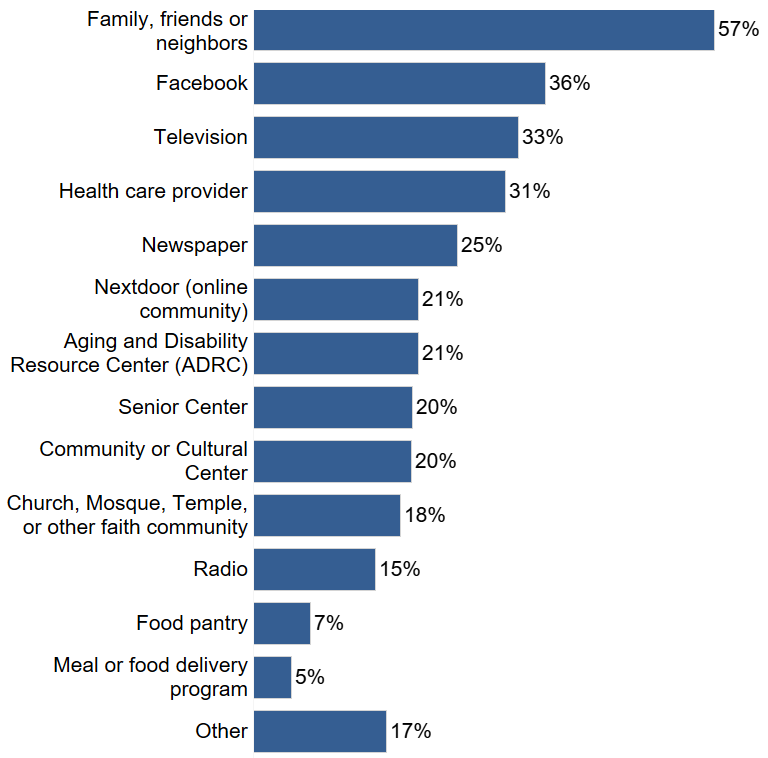 Family, friends or
neighbors
57%
Facebook
36%
Television
33%
Health care provider
31%
Newspaper
25%
Nextdoor (online
community)
21%
Aging and Disability
Resource Center (ADRC)
21%
Senior Center
20%
Community or Cultural
Center
20%
Church, Mosque, Temple,
or other faith community
18%
Radio
15%
Food pantry
7%
Meal or food delivery
program
5%
Other
17%